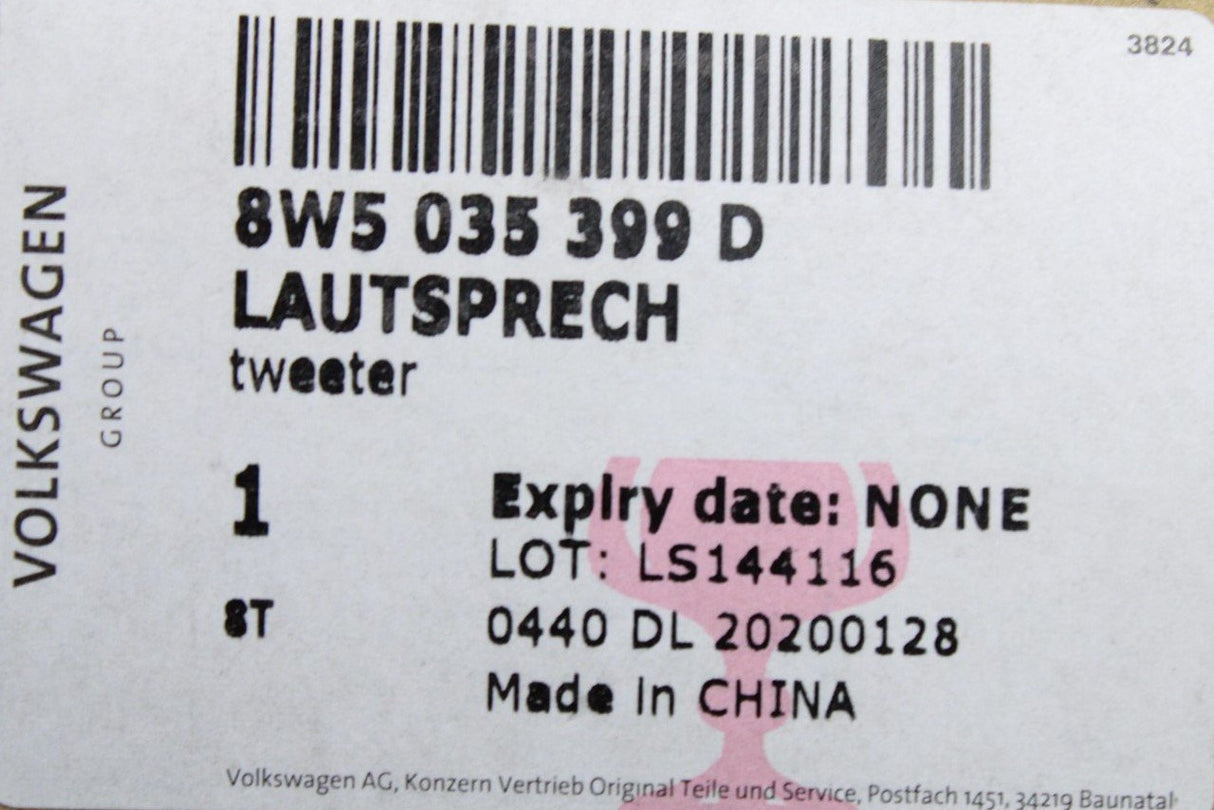 3824
8W5 035 399 D
LAUTSPRECH
tweeter
1
Expiry date: NONE
LOT: LS144116
8T
0440 DL 20200128
Made in CHINA
Volkswagen AG, Konzern Vertrieb Original Teile und Service, Postfach 1451, 34219 Baunatal
VOLKSWAGEN
GROUP